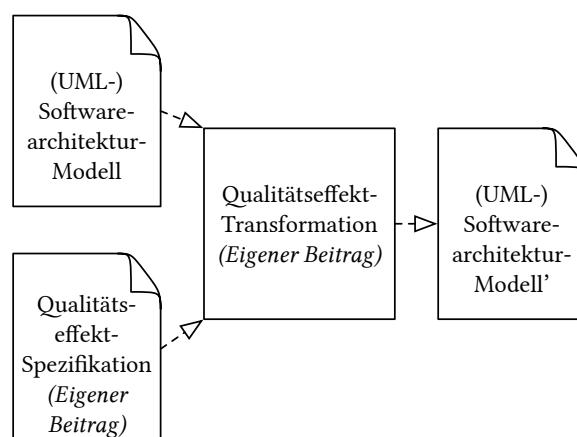 (UML-)
Software-
architektur-
Modell
Qualitäts-
effekt-
Spezifikation
(Eigener
Beitrag)
Qualitätseffekt-
Transformation
(Eigener Beitrag)
(UML-)
Software-
architektur-
Modell’